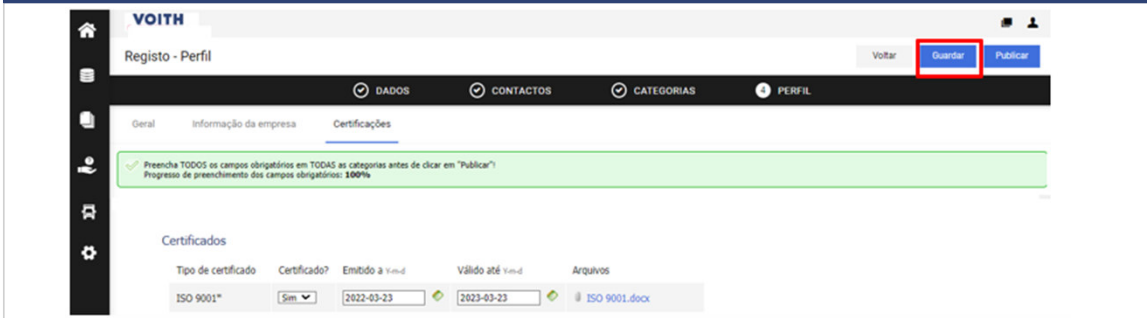 VOITH
Registo - Perfil
Voltar Guardar Publicar
DADOS CONTACTOS CATEGORIAS 4 PERFIL
Geral Informação da empresa Certificações
Preencha TODOS os campos obrigatórios em TODAS as categorias antes de clicar em "Publicar"!
Progresso de preenchimento dos campos obrigatórios: 100%
Certificados
Tipo de certificado Certificado? Emitido a Y-m-d Válido até Y-m-d Arquivos
ISO 9001* Sim 2022-03-23 2023-03-23 ISO 9001.docx